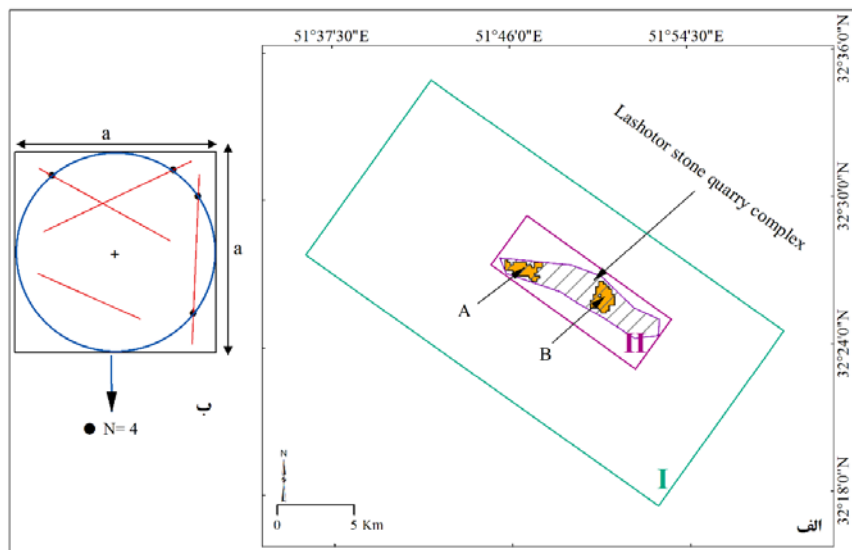 51°37'30"E 51°46'0"E 51°54'30"E
32°36'0"N
32°30'0"N
32°24'0"N
32°18'0"N
a
a
N= 4
ب
Lashotor stone quarry complex
A
B
II
I
N
S
0 5 Km
الف